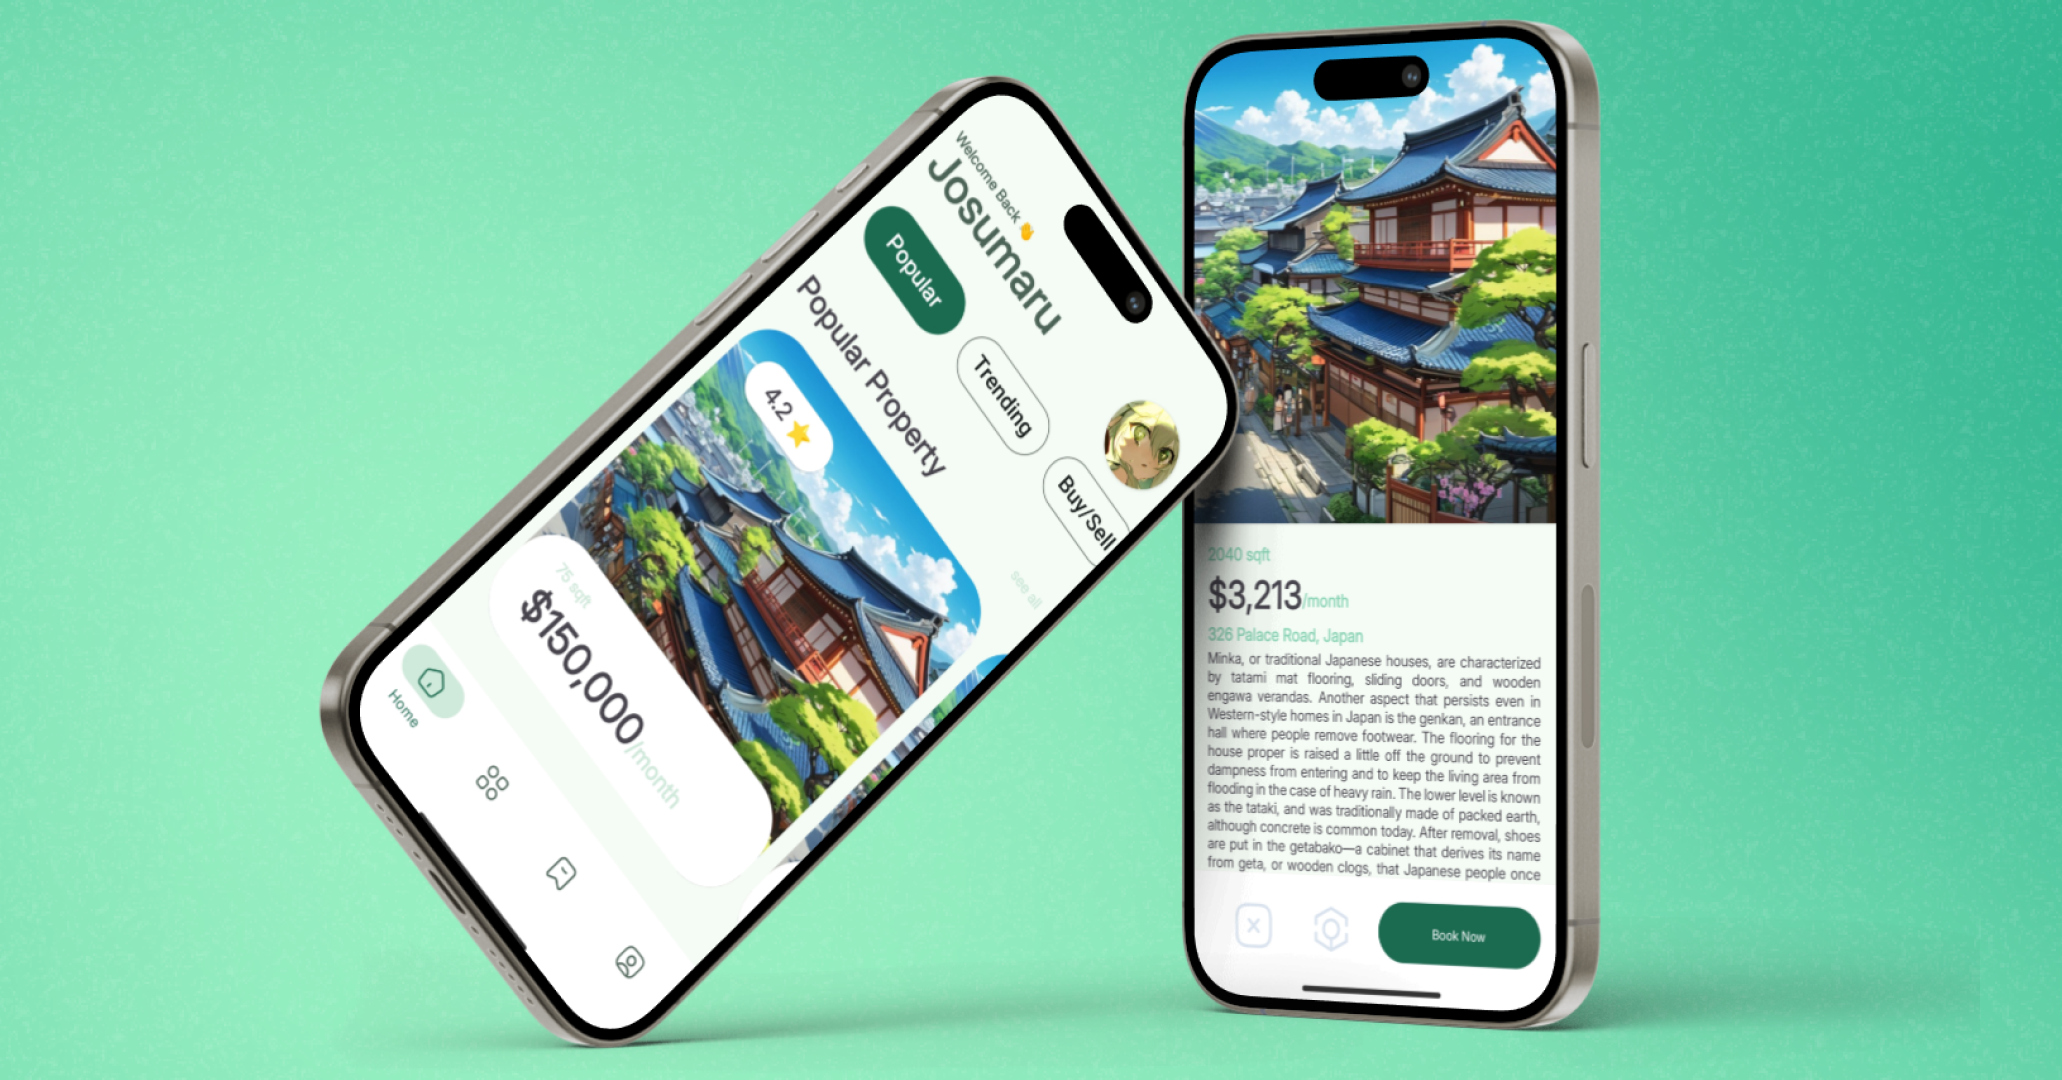 Welcome Back 👋
Josumaru
Popular
Trending
Buy/Sell
Popular Property
see all
4.2 ⭐
75 sqft
$150,000/month
Home
2040 sqft
$3,213/month
326 Palace Road, Japan
Minka, or traditional Japanese houses, are characterized
by tatami mat flooring, sliding doors, and wooden
engawa verandas. Another aspect that persists even in
Western-style homes in Japan is the genkan, an entrance
hall where people remove footwear. The flooring for the
house proper is raised a little off the ground to prevent
dampness from entering and to keep the living area from
flooding in the case of heavy rain. The lower level is known
as the tataki, and was traditionally made of packed earth,
although concrete is common today. After removal, shoes
are put in the getabako—a cabinet that derives its name
from geta, or wooden clogs, that Japanese people once
Book Now